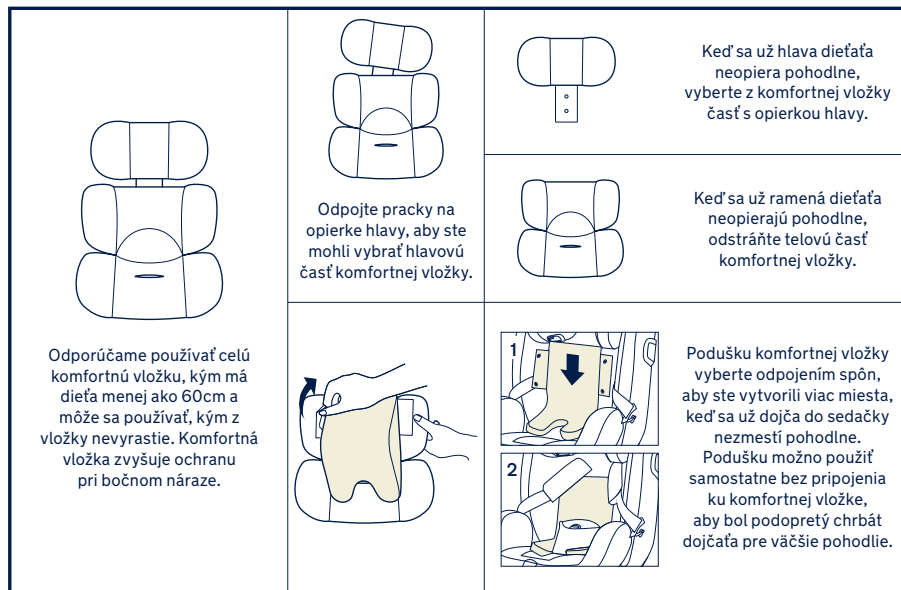 Odporúčame používať celú
komfortnú vložku, kým má
dieťa menej ako 60cm a
môže sa používať, kým z
vložky nevyrastie. Komfortná
vložka zvyšuje ochranu
pri bočnom náraze.
Odpojte pracky na
opierke hlavy, aby ste
mohli vybrať hlavovú
časť komfortnej vložky.
Keď sa už hlava dieťaťa
neopiera pohodlne,
vyberte z komfortnej vložky
časť s opierkou hlavy.
Keď sa už ramená dieťaťa
neopierajú pohodlne,
odstráňte telovú časť
komfortnej vložky.
1
2
Podušku komfortnej vložky
vyberte odpojením spôn,
aby ste vytvorili viac miesta,
keď sa už dojča do sedačky
nezmestí pohodlne.
Podušku možno použiť
samostatne bez pripojenia
ku komfortnej vložke,
aby bol podopretý chrbát
dojčaťa pre väčšie pohodlie.